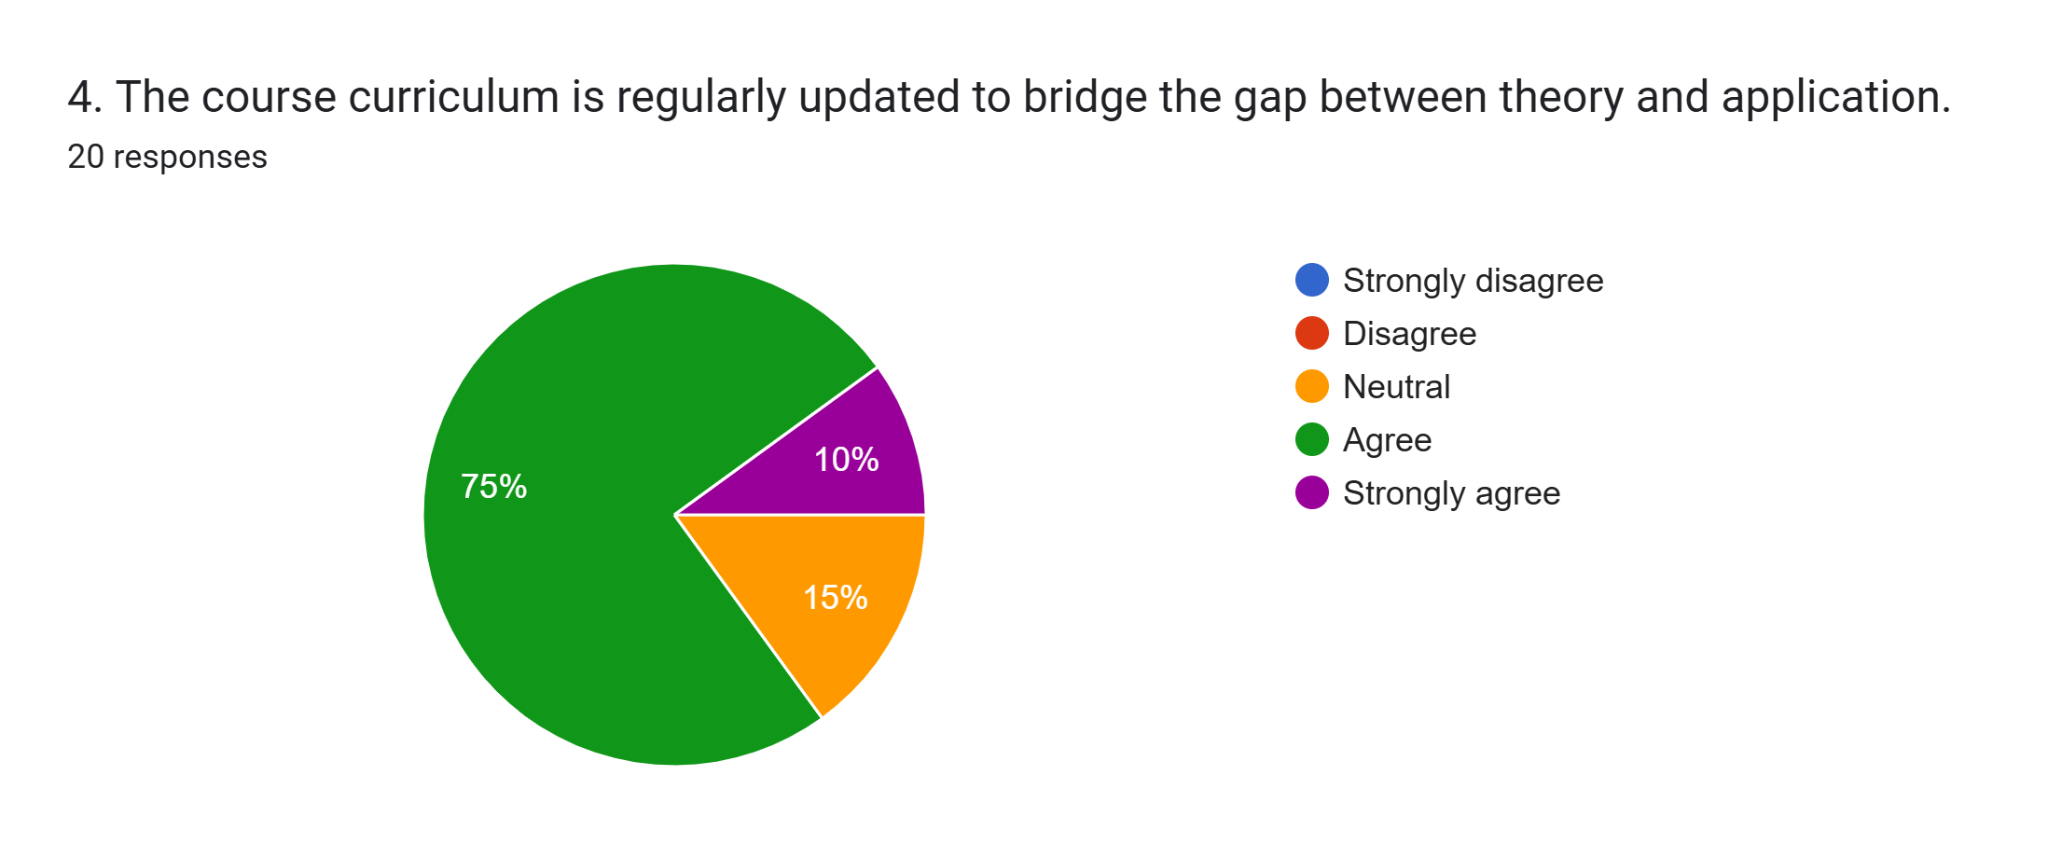 4. The course curriculum is regularly updated to bridge the gap between theory and application.
20 responses
Strongly disagree
Disagree
Neutral
Agree
Strongly agree
75%
10%
15%